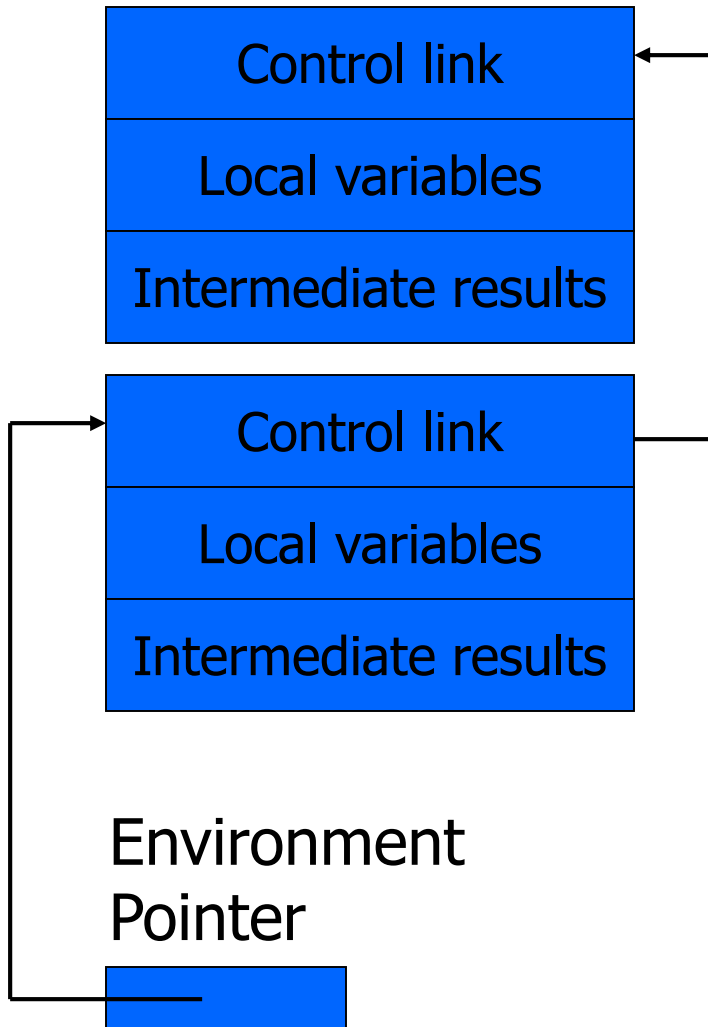 Control link
Local variables
Intermediate results
Control link
Local variables
Intermediate results
Environment
Pointer